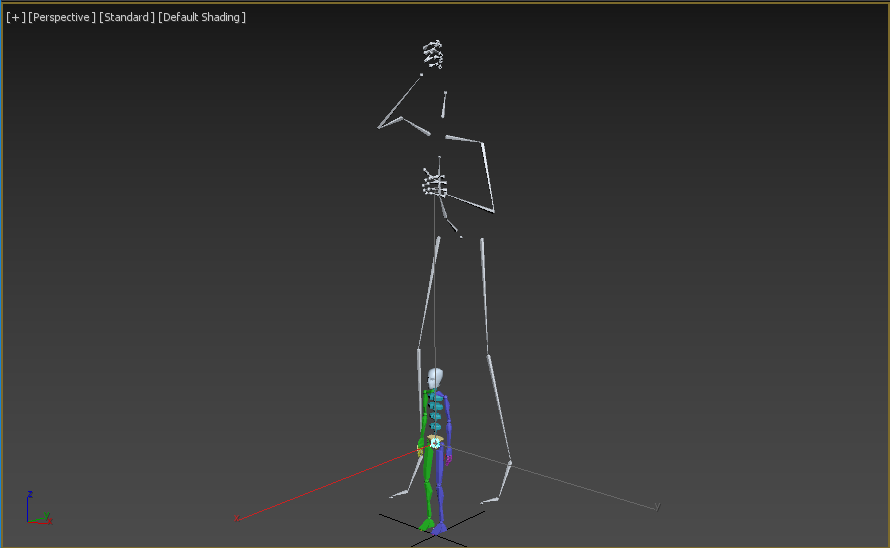 [+] [Perspective] [Standard] [Default Shading]
x
y
z
y
x